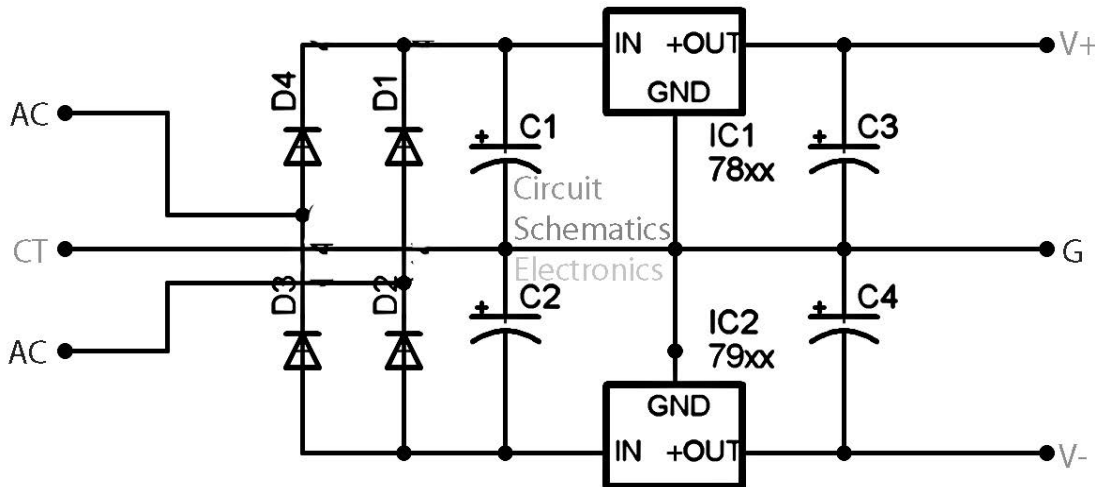 D4
D1
AC
IN +OUT
GND
V+
C1
IC1
78xx
C3
Circuit
Schematics
Electronics
CT
G
D3
D2
C2
C4
AC
IC2
79xx
GND
IN +OUT
V-
+
+
+
+